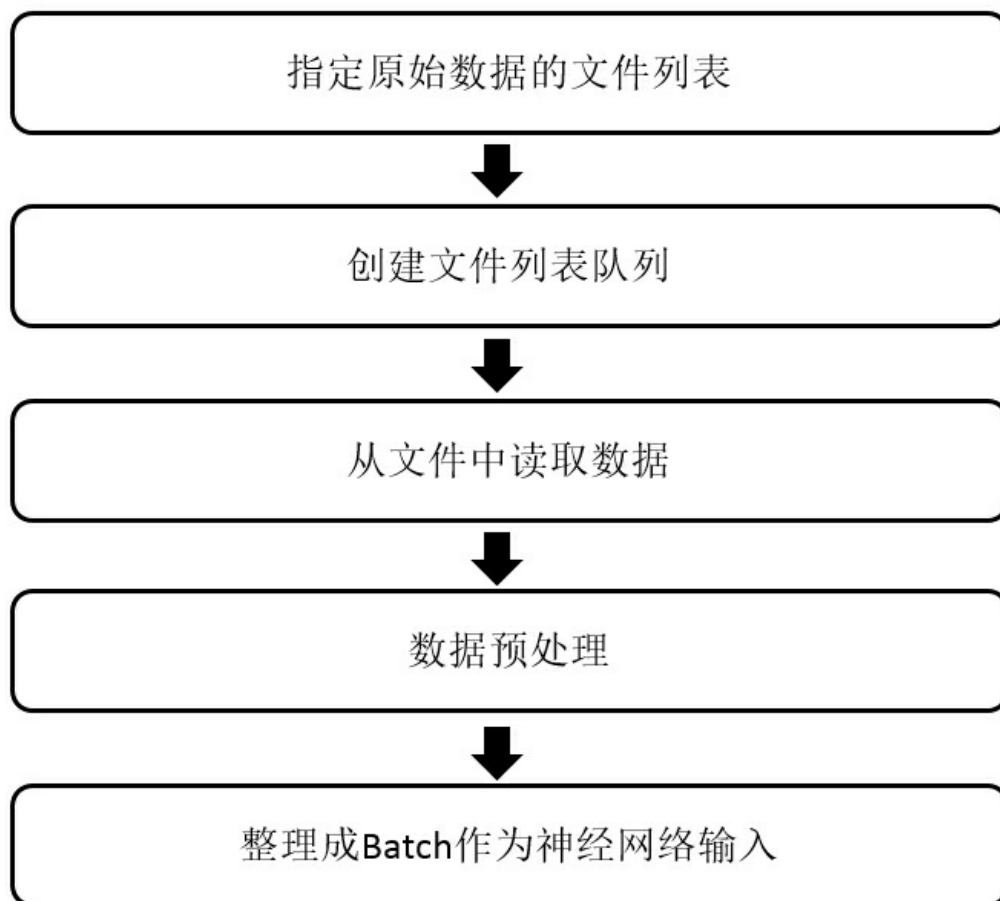 指定原始数据的文件列表
创建文件列表队列
从文件中读取数据
数据预处理
整理成Batch作为神经网络输入